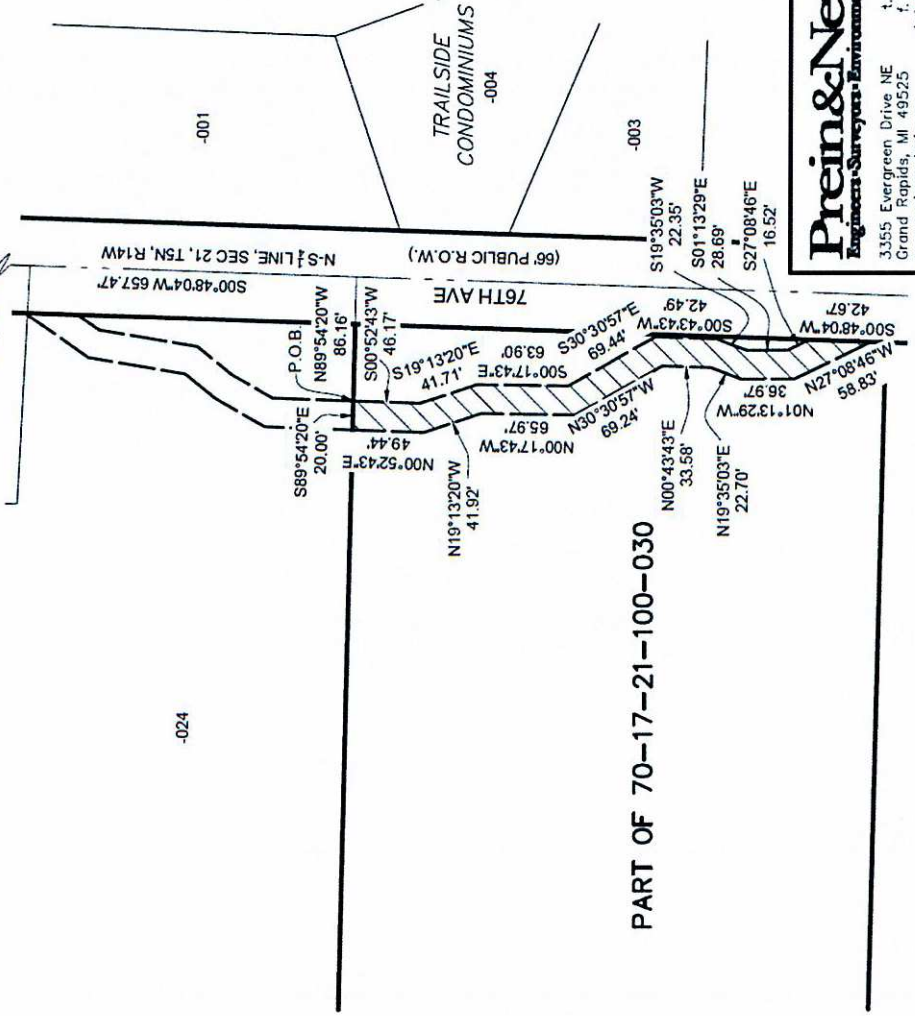 -001
TRAILSIDE
CONDOMINIUMS
-004
-003
-024
N-S 1/4 LINE, SEC 21, T5N, R14W
S00°48'04"W 657.47'
(66' PUBLIC R.O.W.)
76TH AVE
P.O.B.
N89°54'20"W
86.16'
S00°52'43"W
46.17'
S19°13'20"E
41.71'
S00°17'43"E
63.90'
S30°30'57"E
69.44'
S00°43'43"W
42.49'
S19°35'03"W
22.35'
S01°13'29"E
28.69'
S27°08'46"E
16.52'
S00°48'04"W
42.67'
N27°08'46"W
58.83'
N01°13'29"W
36.97'
N19°35'03"E
22.70'
N00°43'43"E
33.58'
N30°30'57"W
69.24'
N00°17'43"W
65.97'
N19°13'20"W
41.92'
N00°52'43"E
49.44'
S89°54'20"E
20.00'
PART OF 70-17-21-100-030
Prein&Ne
Engineers▪Surveyors▪Environme
3355 Evergreen Drive NE t.
Grand Rapids, MI 49525 f.